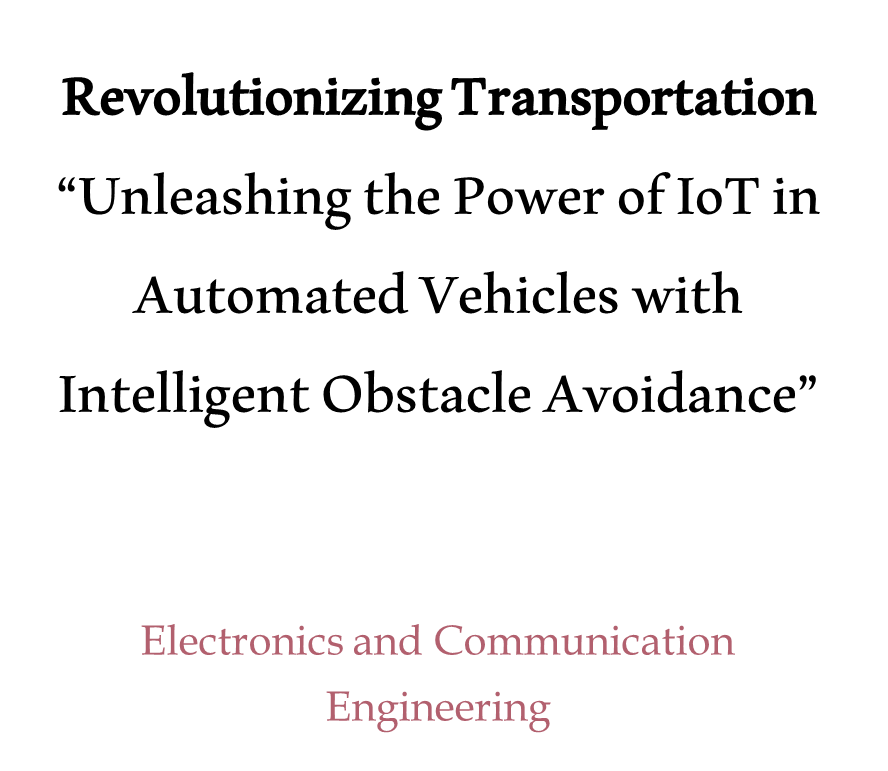 Revolutionizing Transportation
“Unleashing the Power of IoT in
Automated Vehicles with
Intelligent Obstacle Avoidance”
Electronics and Communication
Engineering